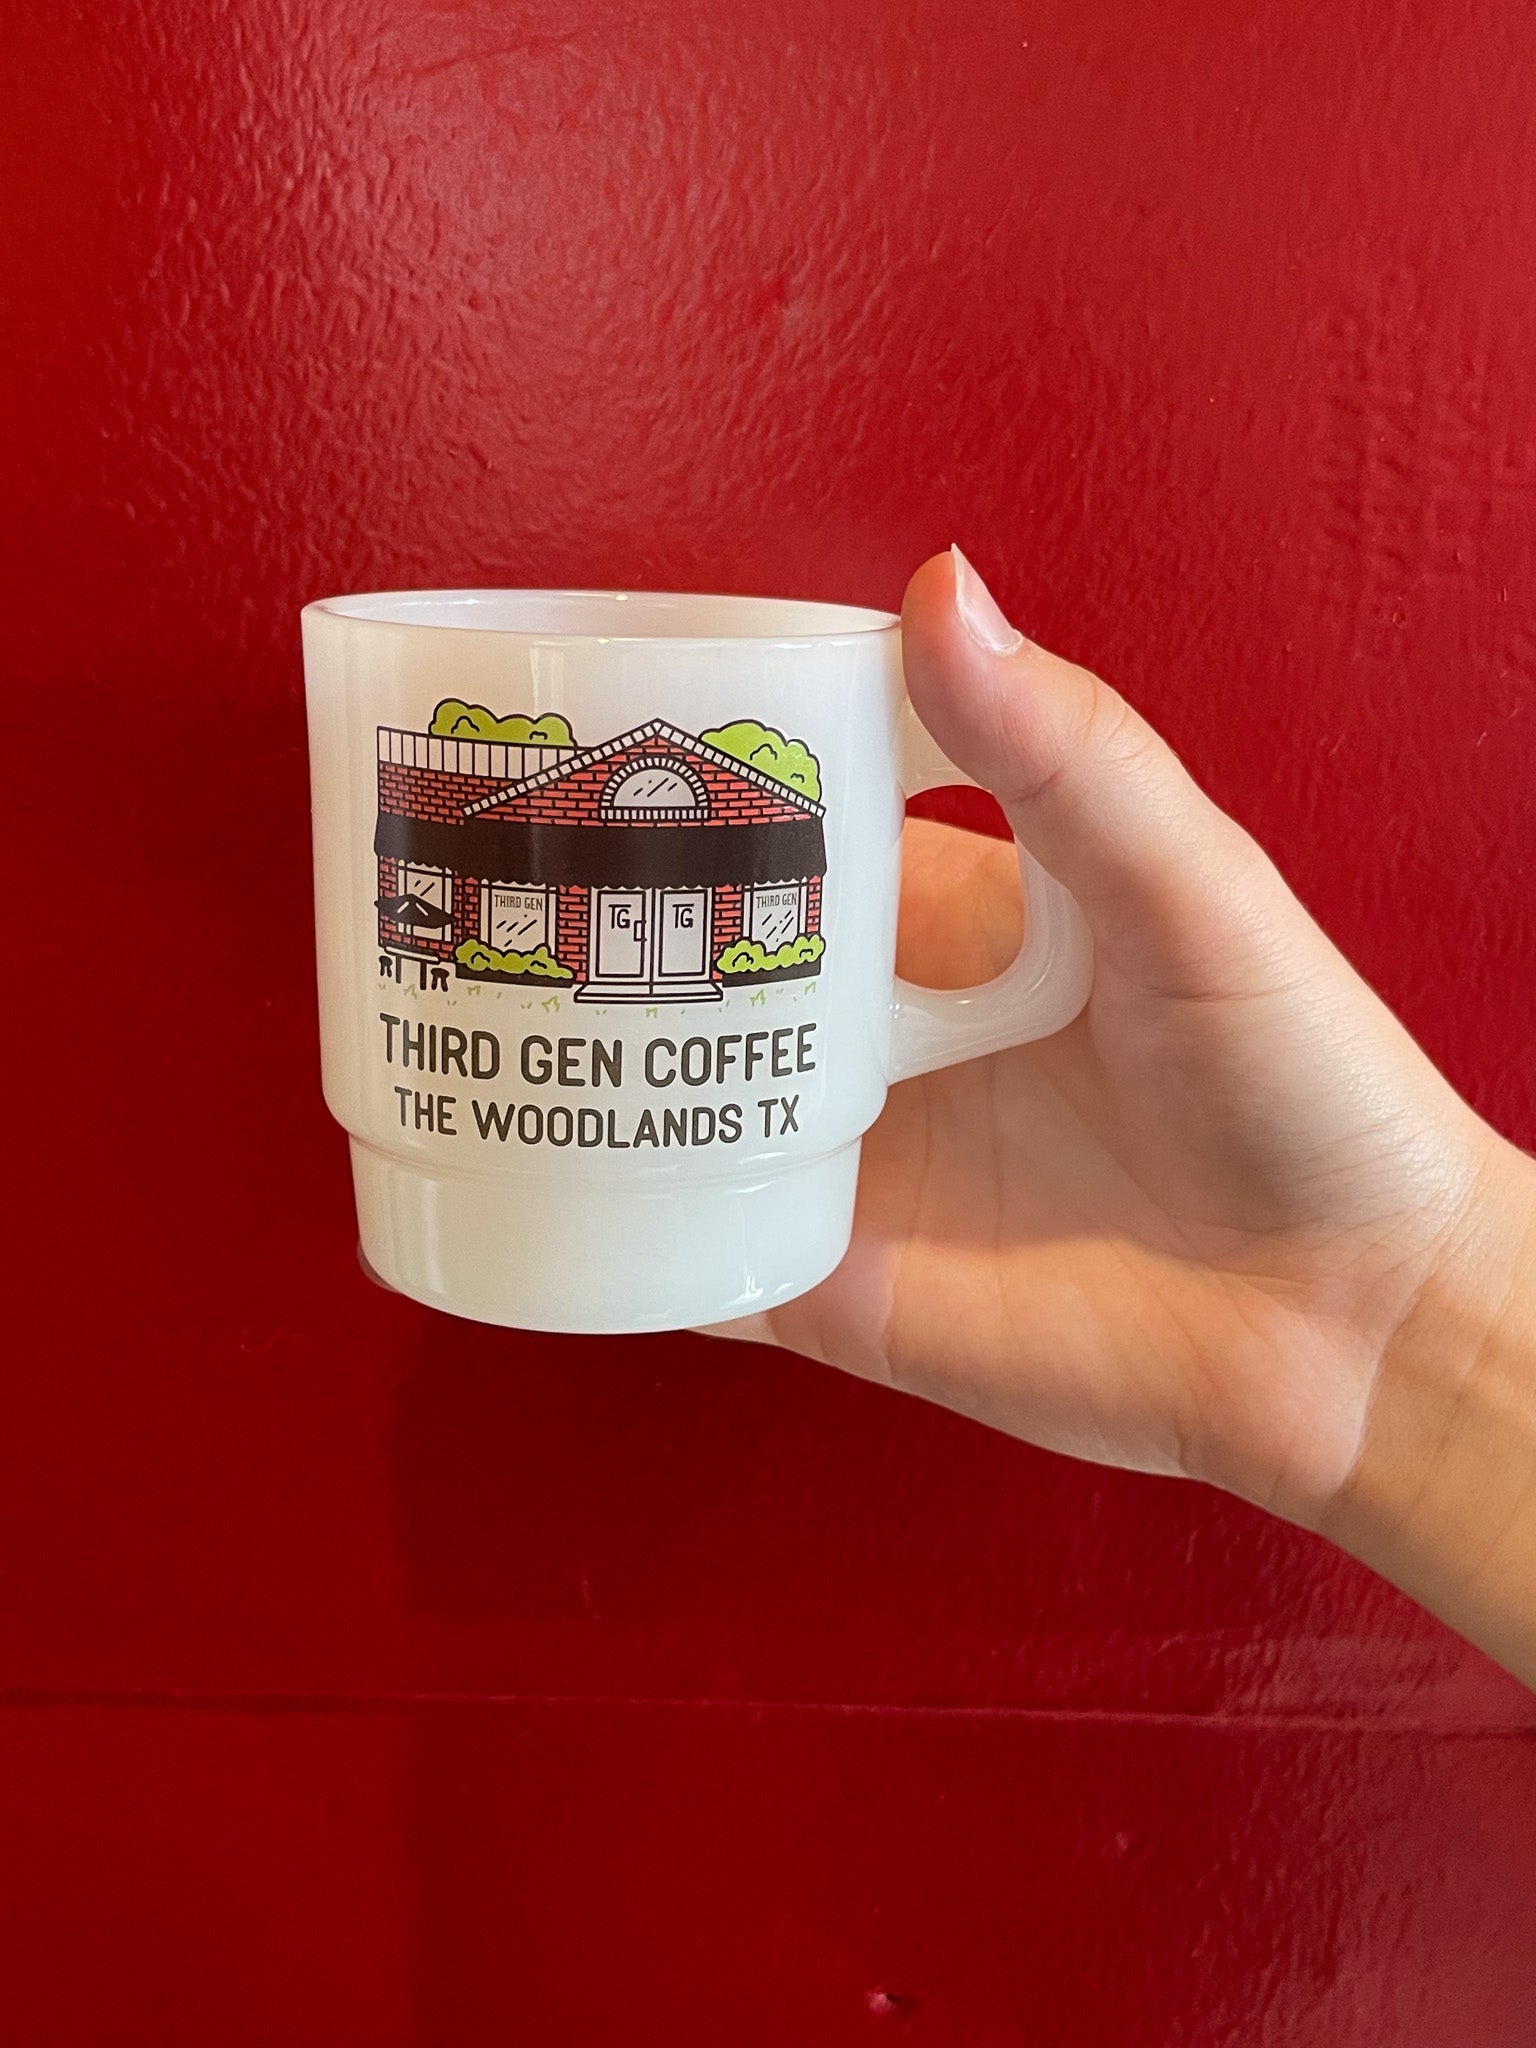 THIRD GEN
TG
TG
THIRD GEN
THIRD GEN COFFEE
THE WOODLANDS TX